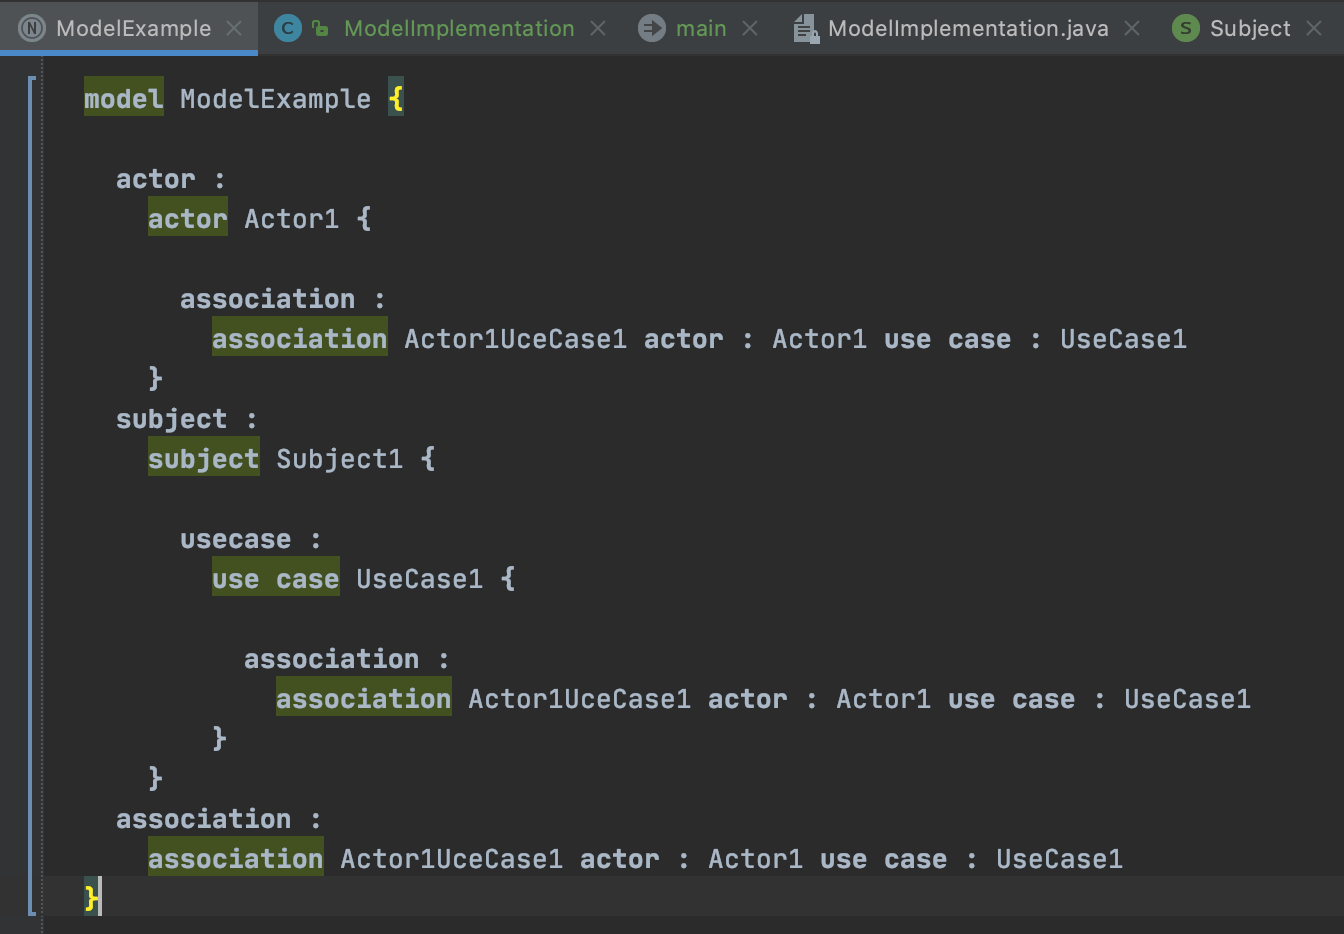 ModelExample ModelImplementation main ModelImplementation.java Subject
model ModelExample {
actor :
actor Actor1 {
association :
association Actor1UceCase1 actor : Actor1 use case : UseCase1
}
subject :
subject Subject1 {
usecase :
use case UseCase1 {
association :
association Actor1UceCase1 actor : Actor1 use case : UseCase1
}
}
association :
association Actor1UceCase1 actor : Actor1 use case : UseCase1
}